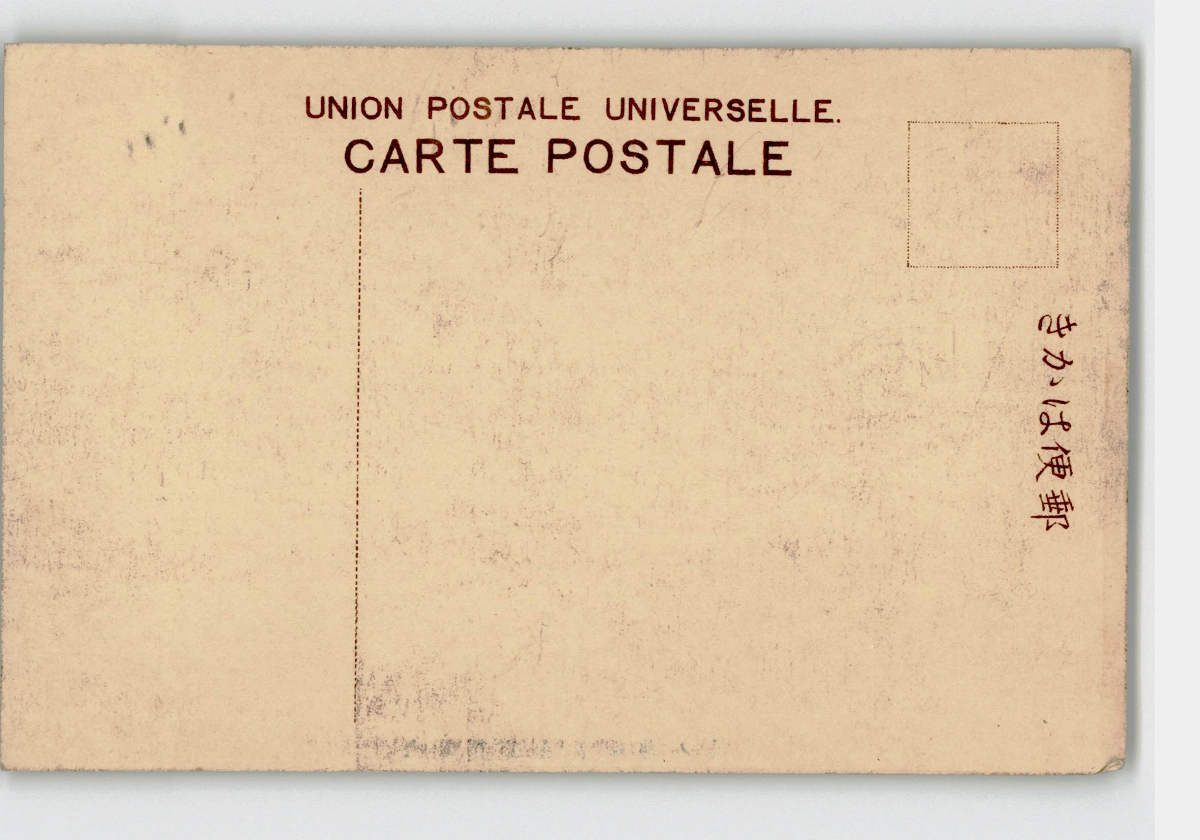 UNION POSTALE UNIVERSELLE.
CARTE POSTALE
郵便はかき